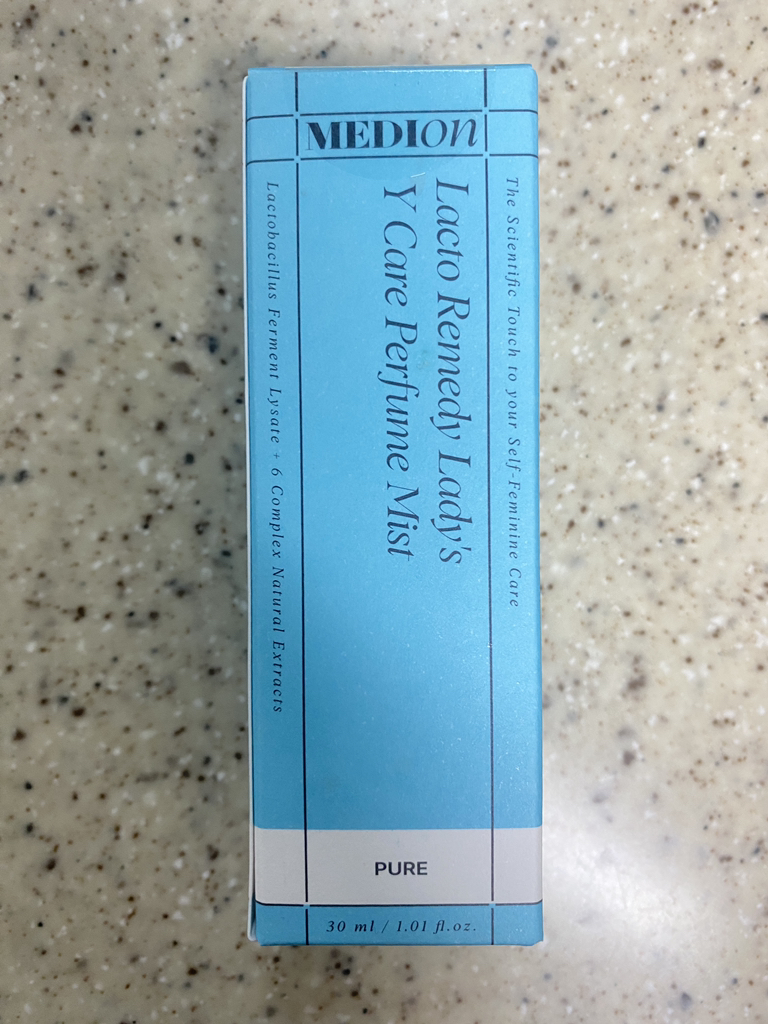 MEDIon
The Scientific Touch to your Self-Feminine Care
Lacto Remedy Lady's
Y Care Perfume Mist
Lactobacillus Ferment Lysate + 6 Complex Natural Extracts
PURE
30 ml / 1.01 fl.oz.